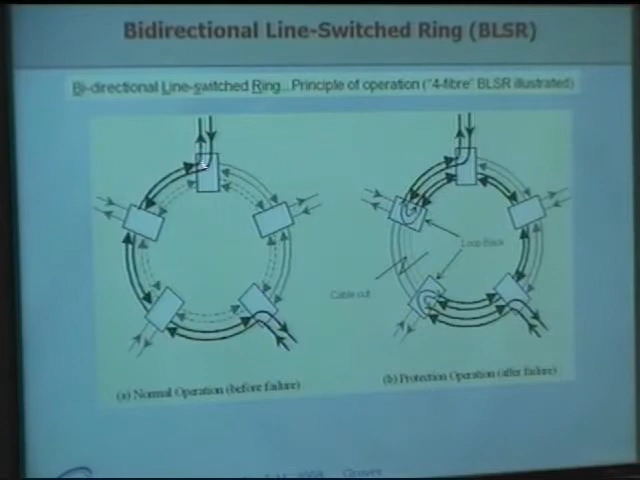 Bidirectional Line-Switched Ring (BLSR)
Bi-directional Line-switched Ring...Principle of operation ("4-fibre" BLSR illustrated)
Loop Back
Cable cut
(a) Normal Operation (before failure)
(b) Protection Operation (after failure)
Grover